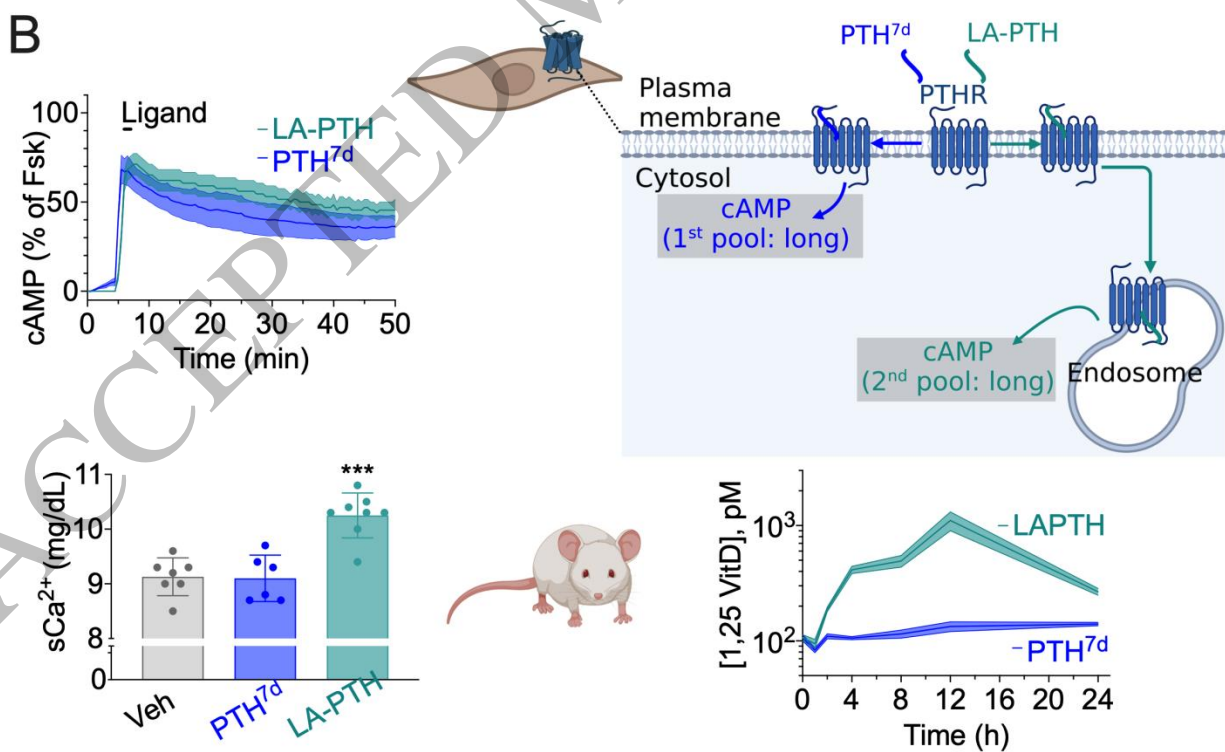 B
ACCEPTED M
100
50
0
cAMP (% of Fsk)
Ligand
–LA-PTH
–PTH7d
0 10 20 30 40 50
Time (min)
PTH7d
LA-PTH
PTHR
Plasma
membrane
Cytosol
cAMP
(1st pool: long)
cAMP
(2nd pool: long)
Endosome
11
10
9
8
0
sCa2+ (mg/dL)
***
Veh
PTH7d
LA-PTH
[1,25 VitD], pM
10³
10²
–LAPTH
–PTH7d
0 4 8 12 16 20 24
Time (h)